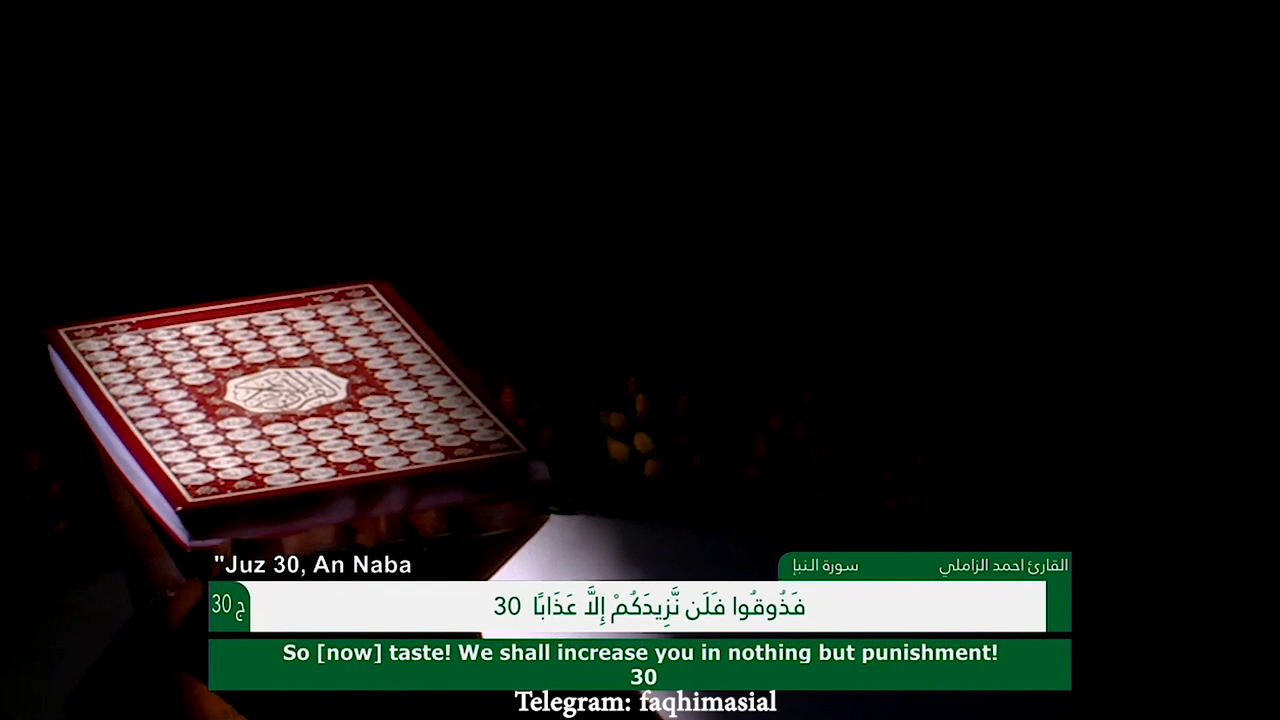 "Juz 30, An Naba
سورة النبإ
القارئ احمد الزاملي
ج 30
فَذُوقُوا فَلَن نَّزِيدَكُمْ إِلَّا عَذَابًا 30
So [now] taste! We shall increase you in nothing but punishment!
30
Telegram: faqhimasial